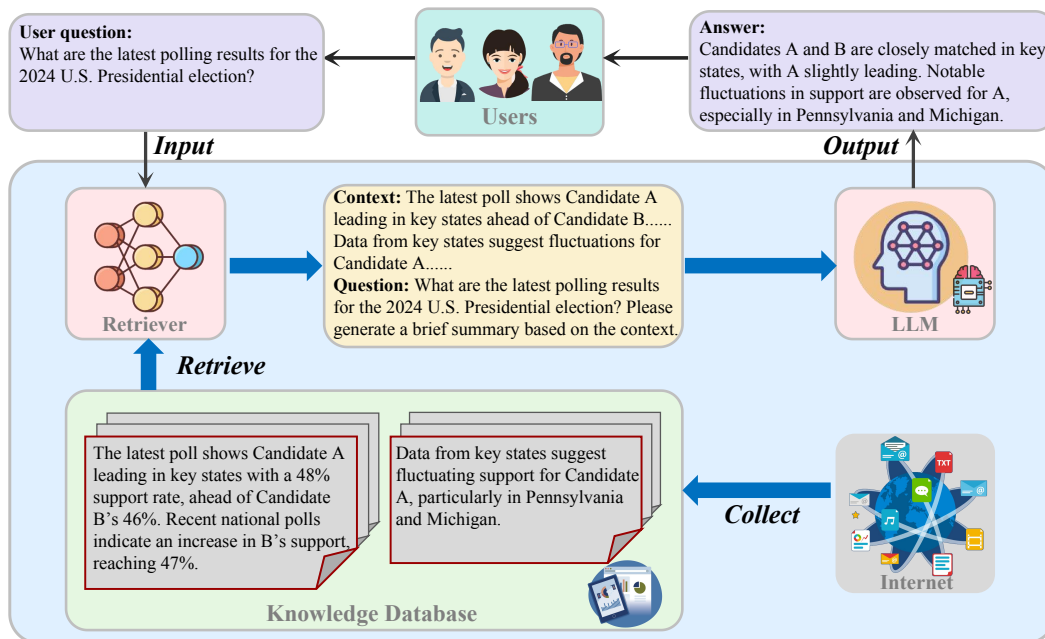 User question:
What are the latest polling results for the
2024 U.S. Presidential election?
Users
Answer:
Candidates A and B are closely matched in key
states, with A slightly leading. Notable
fluctuations in support are observed for A,
especially in Pennsylvania and Michigan.
Input
Output
Retriever
Context: The latest poll shows Candidate A
leading in key states ahead of Candidate B......
Data from key states suggest fluctuations for
Candidate A......
Question: What are the latest polling results
for the 2024 U.S. Presidential election? Please
generate a brief summary based on the context.
LLM
Retrieve
The latest poll shows Candidate A
leading in key states with a 48%
support rate, ahead of Candidate
B's 46%. Recent national polls
indicate an increase in B's support,
reaching 47%.
Data from key states suggest
fluctuating support for Candidate
A, particularly in Pennsylvania
and Michigan.
Knowledge Database
Collect
TXT
@
@
Internet